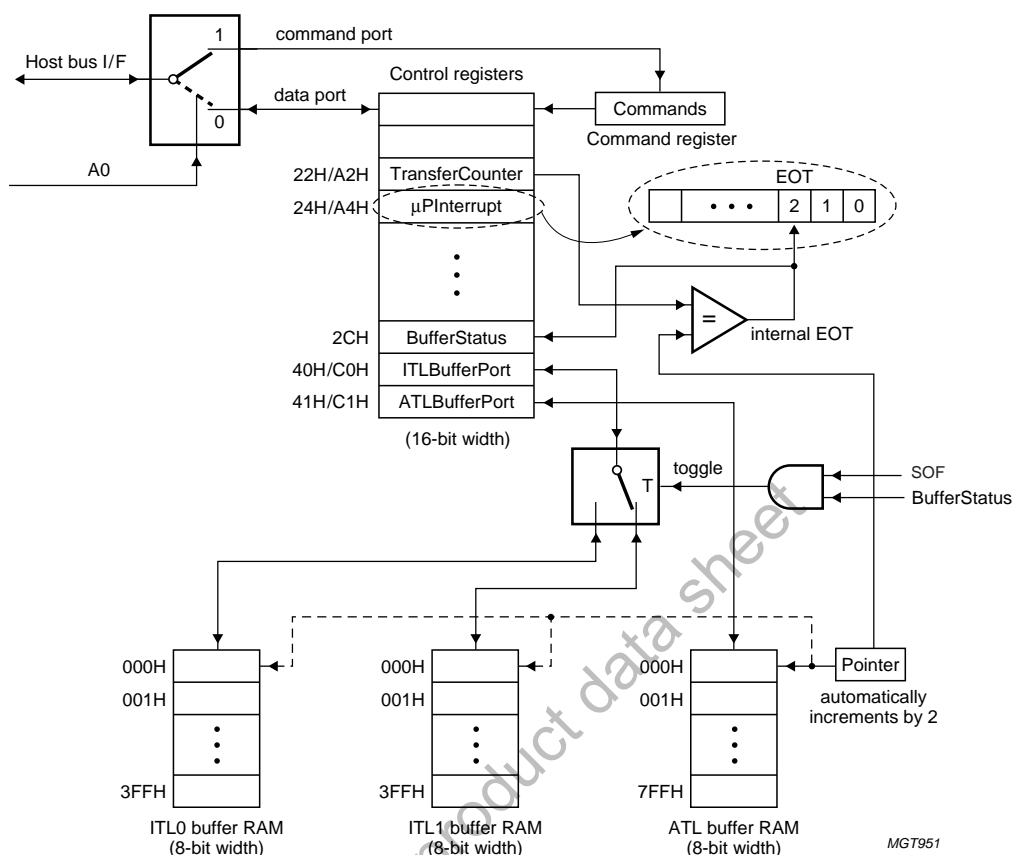 1
command port
Host bus I/F
Control registers
data port
0
Commands
Command register
A0
22H/A2H
TransferCounter
EOT
24H/A4H
µPInterrupt
2
1
0
=
internal EOT
2CH
BufferStatus
40H/C0H
ITLBufferPort
41H/C1H
ATLBufferPort
(16-bit width)
toggle
T
SOF
BufferStatus
000H
001H
3FFH
ITL0 buffer RAM
(8-bit width)
000H
001H
3FFH
ITL1 buffer RAM
(8-bit width)
000H
001H
7FFH
ATL buffer RAM
(8-bit width)
Pointer
automatically
increments by 2
product data sheet
MGT951